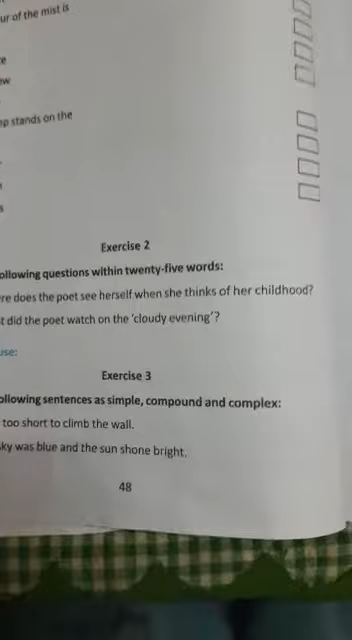 ur of the mist is
stands on the
Exercise 2
ollowing questions within twenty-five words:
re does the poet see herself when she thinks of her childhood?
t did the poet watch on the 'cloudy evening'?
use:
Exercise 3
ollowing sentences as simple, compound and complex:
too short to climb the wall.
ky was blue and the sun shone bright.
48